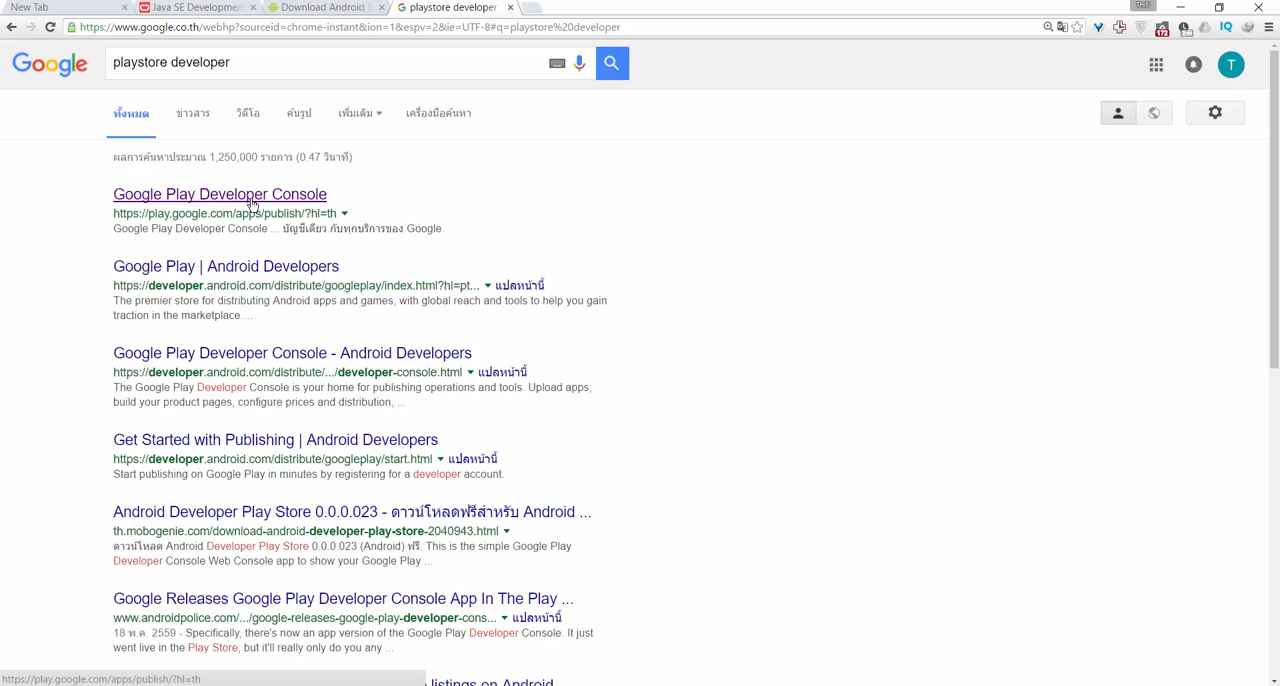 New Tab
Java SE Developmen
Download Android S
playstore developer
Thiti
https://www.google.co.th/webhp?sourceid=chrome-instant&ion=1&espv=2&ie=UTF-8#q=playstore%20developer
172
IQ
Google
playstore developer
T
ทั้งหมด
ข่าวสาร
วิดีโอ
ค้นรูป
เพิ่มเติม
เครื่องมือค้นหา
ผลการค้นหาประมาณ 1,250,000 รายการ (0.47 วินาที)
Google Play Developer Console
https://play.google.com/apps/publish/?hl=th
Google Play Developer Console ... บัญชีเดียว กับทุกบริการของ Google.
Google Play | Android Developers
https://developer.android.com/distribute/googleplay/index.html?hl=pt... แปลหน้านี้
The premier store for distributing Android apps and games, with global reach and tools to help you gain
traction in the marketplace....
Google Play Developer Console - Android Developers
https://developer.android.com/distribute/.../developer-console.html แปลหน้านี้
The Google Play Developer Console is your home for publishing operations and tools. Upload apps,
build your product pages, configure prices and distribution, ...
Get Started with Publishing | Android Developers
https://developer.android.com/distribute/googleplay/start.html แปลหน้านี้
Start publishing on Google Play in minutes by registering for a developer account.
Android Developer Play Store 0.0.0.023 - ดาวน์โหลดฟรีสำหรับ Android ...
th.mobogenie.com/download-android-developer-play-store-2040943.html
ดาวน์โหลด Android Developer Play Store 0.0.0.023 (Android) ฟรี. This is the simple Google Play
Developer Console Web Console app to show your Google Play ...
Google Releases Google Play Developer Console App In The Play ...
www.androidpolice.com/.../google-releases-google-play-developer-cons... แปลหน้านี้
18 พ.ค. 2559 - Specifically, there's now an app version of the Google Play Developer Console. It just
went live in the Play Store, but it'll really only do you any ...
https://play.google.com/apps/publish/?hl=th
listings on Android